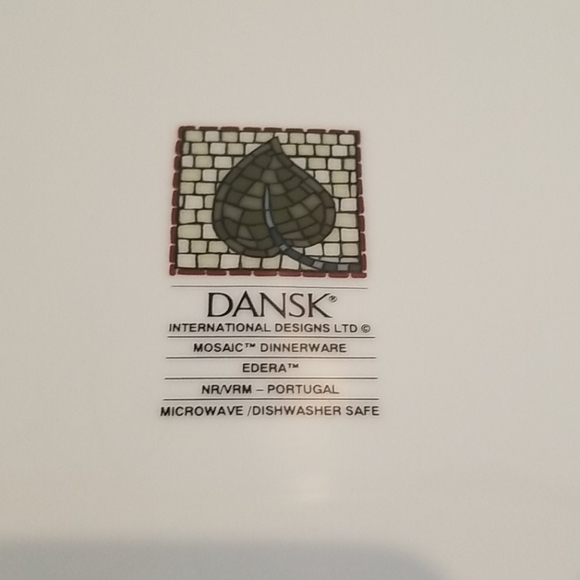 DANSK®
INTERNATIONAL DESIGNS LTD ©
MOSAIC™ DINNERWARE
EDERA™
NR/VRM – PORTUGAL
MICROWAVE /DISHWASHER SAFE